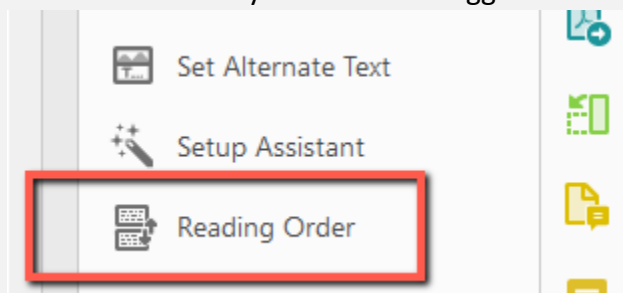 Set Alternate Text
Setup Assistant
Reading Order